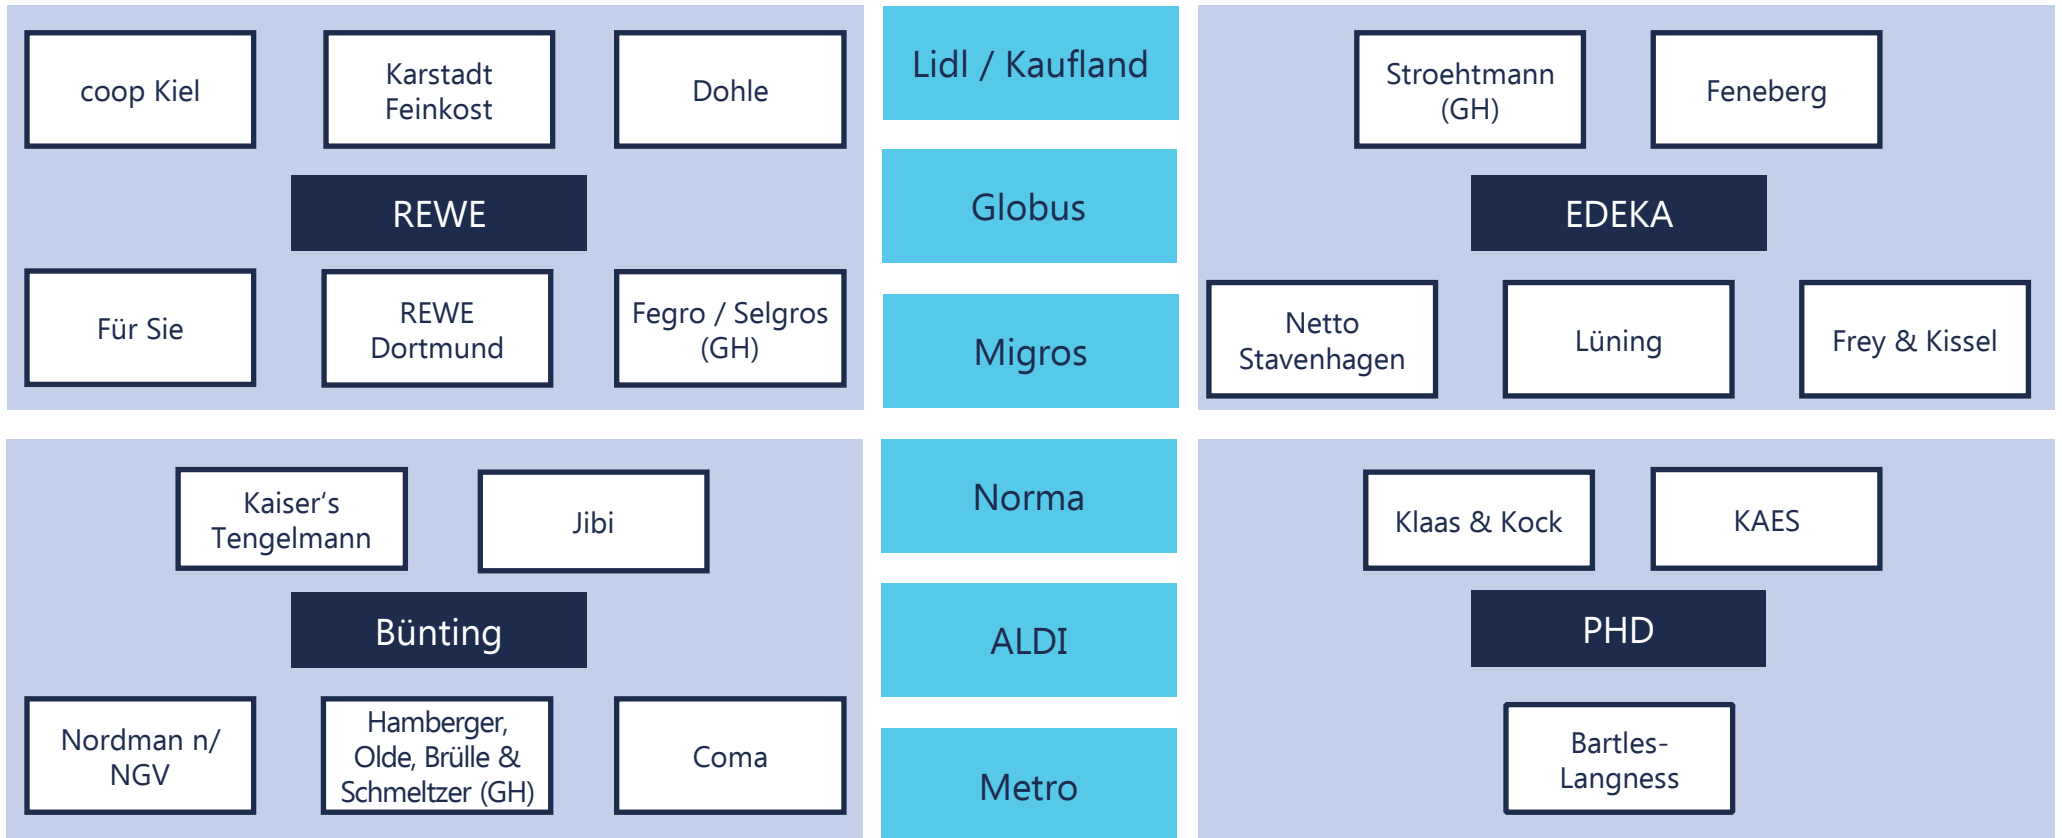 coop Kiel
Karstadt
Feinkost
Dohle
REWE
Für Sie
REWE
Dortmund
Fegro / Selgros
(GH)
Lidl / Kaufland
Globus
Migros
Norma
ALDI
Metro
Stroehtmann
(GH)
Feneberg
EDEKA
Netto
Stavenhagen
Lüning
Frey & Kissel
Kaiser‘s
Tengelmann
Jibi
Bünting
Nordman n/
NGV
Hamberger,
Olde, Brülle &
Schmeltzer (GH)
Coma
Klaas & Kock
KAES
PHD
Bartles-
Langness